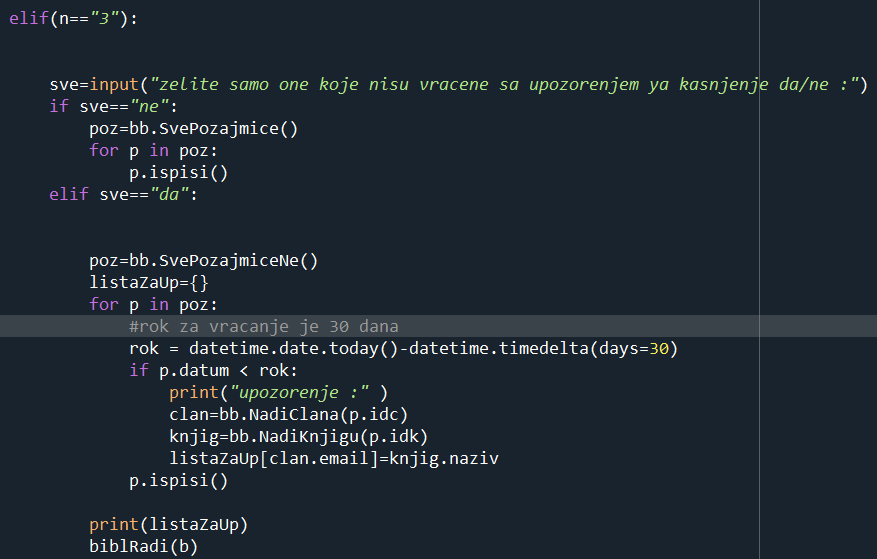 elif(n=="3"):
sve=input("zelite samo one koje nisu vracene sa upozorenjem ya kasnjenje da/ne :")
if sve=="ne":
poz=bb.SvePozajmice()
for p in poz:
p.ispisi()
elif sve=="da":
poz=bb.SvePozajmiceNe()
listaZaUp={}
for p in poz:
#rok za vracanje je 30 dana
rok = datetime.date.today()-datetime.timedelta(days=30)
if p.datum < rok:
print("upozorenje :" )
clan=bb.NadiClana(p.idc)
knjig=bb.NadiKnjigu(p.idk)
listaZaUp[clan.email]=knjig.naziv
p.ispisi()
print(listaZaUp)
biblRadi(b)